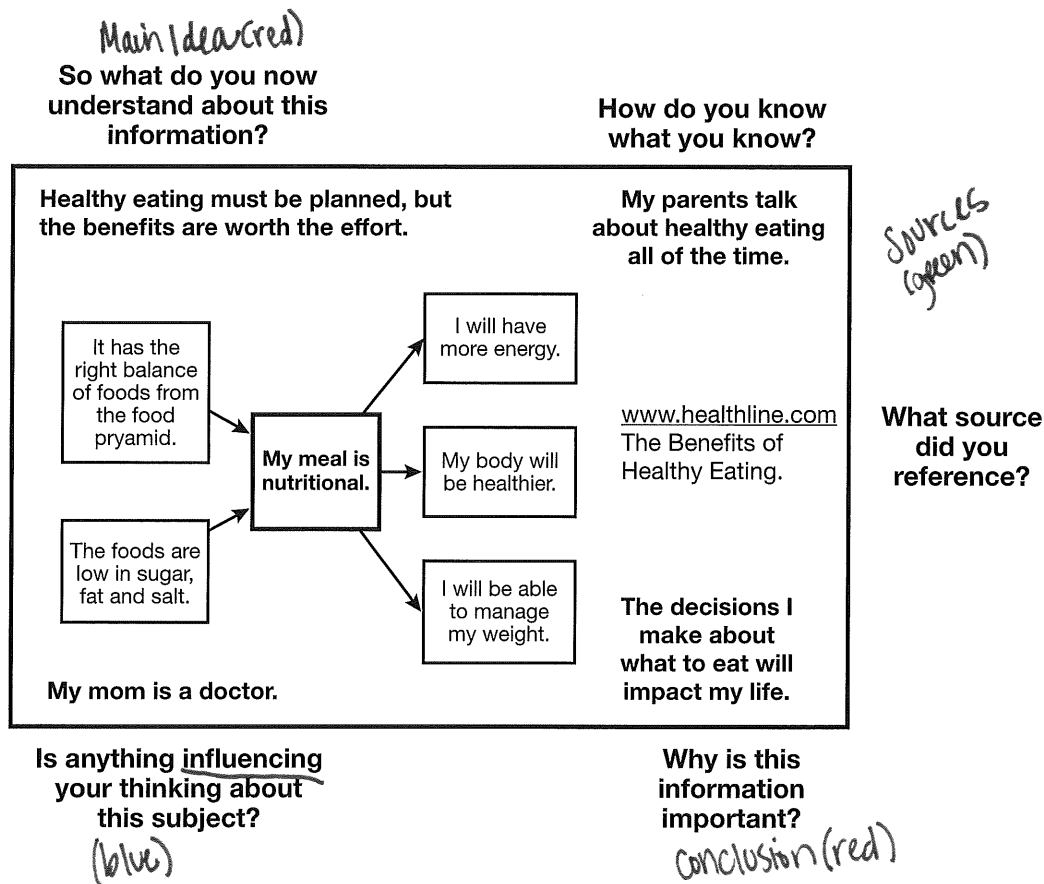 Main Idea (red)
So what do you now
understand about this
information?
How do you know
what you know?
Healthy eating must be planned, but
the benefits are worth the effort.
My parents talk
about healthy eating
all of the time.
Sources
(green)
It has the
right balance
of foods from
the food
pryamid.
The foods are
low in sugar,
fat and salt.
My meal is
nutritional.
I will have
more energy.
My body will
be healthier.
I will be able
to manage
my weight.
www.healthline.com
The Benefits of
Healthy Eating.
What source
did you
reference?
My mom is a doctor.
The decisions I
make about
what to eat will
impact my life.
Is anything influencing
your thinking about
this subject?
(blue)
Why is this
information
important?
conclusion (red)